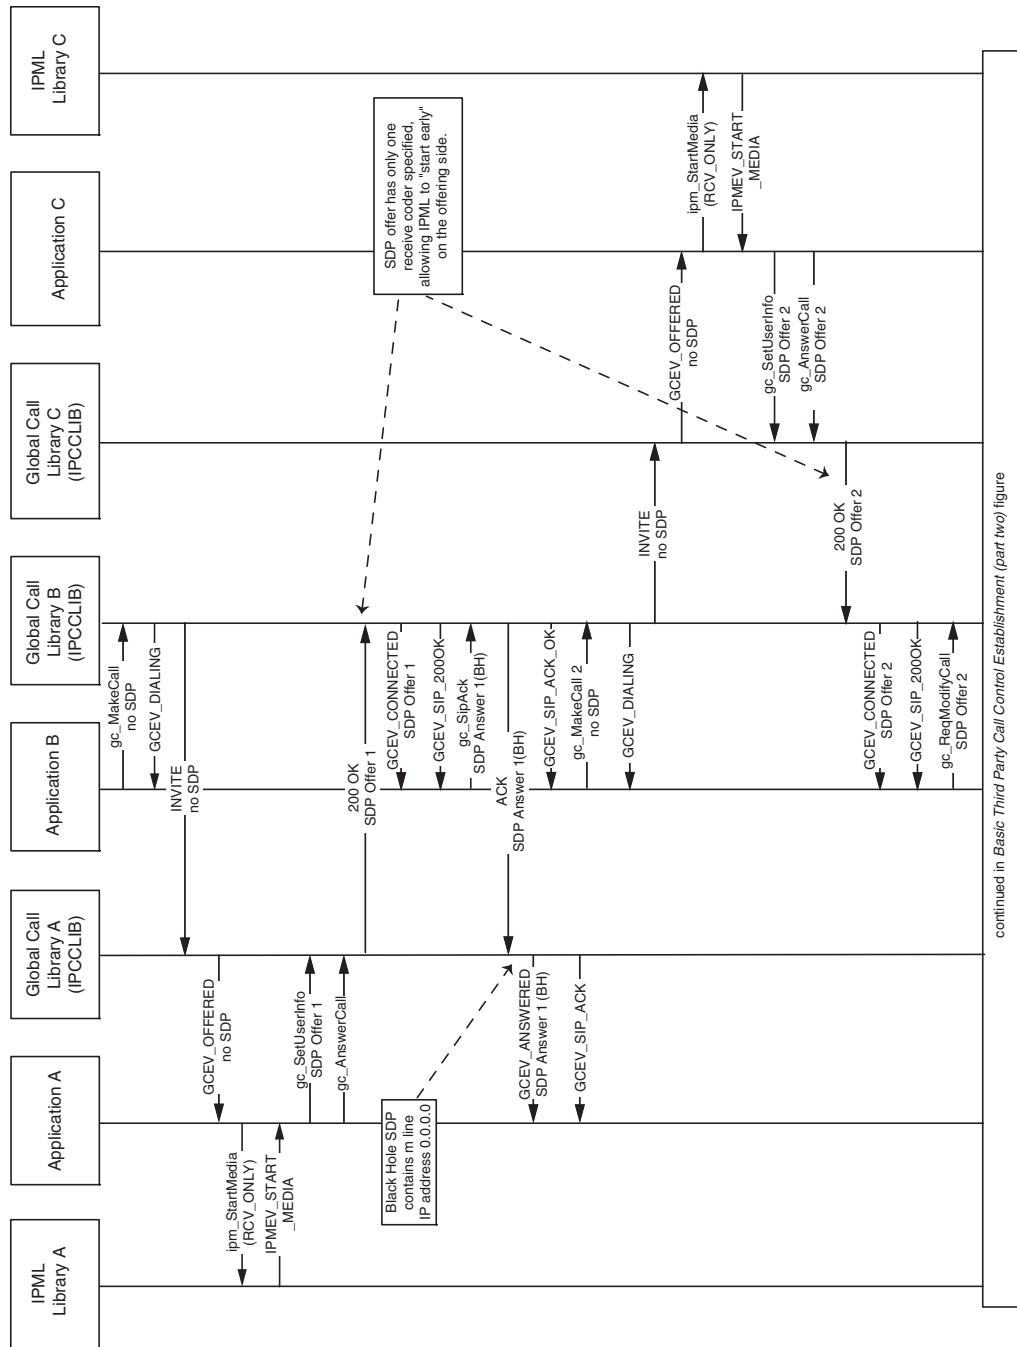 IPML
Library A
Application A
Global Call
Library A
(IPCCLIB)
Application B
Global Call
Library B
(IPCCLIB)
Global Call
Library C
(IPCCLIB)
Application C
IPML
Library C
gc_MakeCall
no SDP
GCEV_DIALING
INVITE
no SDP
GCEV_OFFERED
no SDP
ipm_StartMedia
(RCV_ONLY)
IPMEV_START
_MEDIA
gc_SetUserInfo
SDP Offer 1
gc_AnswerCall
200 OK
SDP Offer 1
SDP offer has only one
receive coder specified,
allowing IPML to "start early"
on the offering side.
Black Hole SDP
contains m line
IP address 0.0.0.0
GCEV_CONNECTED
SDP Offer 1
GCEV_SIP_200OK
gc_SipAck
SDP Answer 1(BH)
ACK
SDP Answer 1(BH)
GCEV_ANSWERED
SDP Answer 1 (BH)
GCEV_SIP_ACK
GCEV_SIP_ACK_OK
gc_MakeCall 2
no SDP
GCEV_DIALING
INVITE
no SDP
GCEV_OFFERED
no SDP
ipm_StartMedia
(RCV_ONLY)
IPMEV_START
_MEDIA
gc_SetUserInfo
SDP Offer 2
gc_AnswerCall
SDP Offer 2
200 OK
SDP Offer 2
GCEV_CONNECTED
SDP Offer 2
GCEV_SIP_200OK
gc_ReqModifyCall
SDP Offer 2
continued in Basic Third Party Call Control Establishment (part two) figure